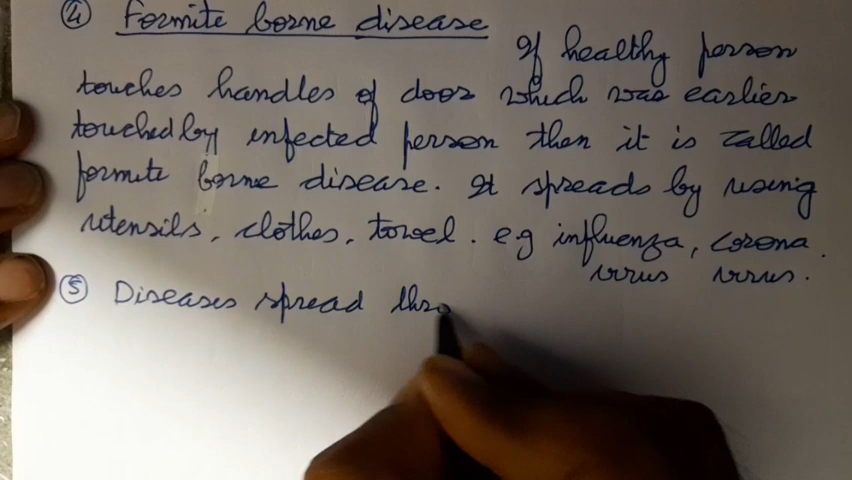 ④ Formite borne disease
If healthy person
touches handles of door which was earlier
touched by infected person then it is called
formite borne disease. It spreads by using
utensils, clothes, towel. e.g influenza, corona
virus virus.
⑤ Diseases spread thro